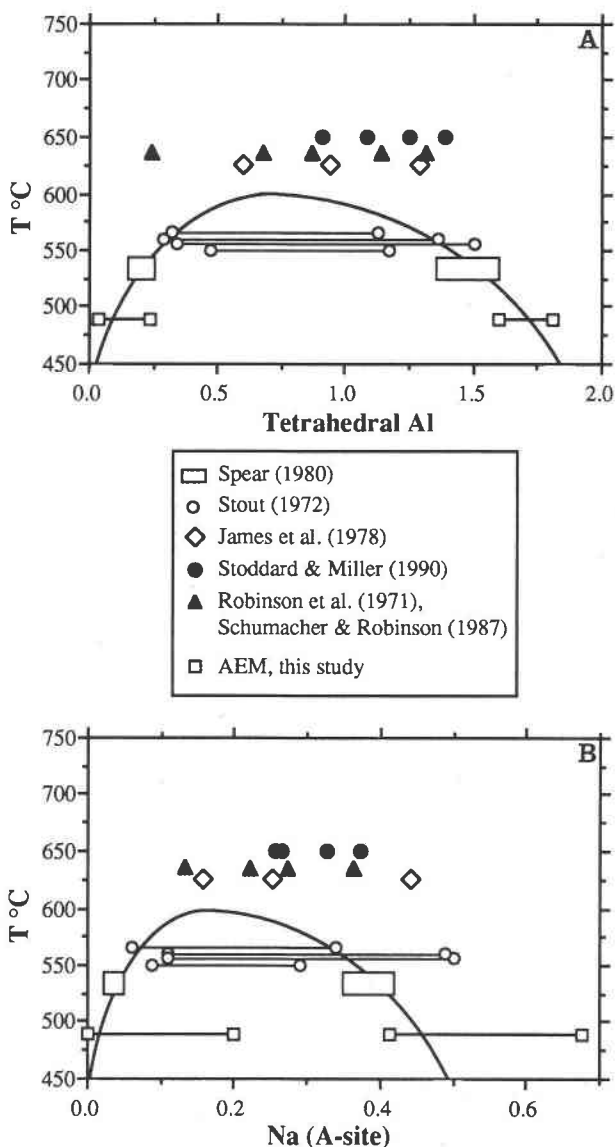 A
750
700
650
600
550
500
450
T °C
0.0 0.5 1.0 1.5 2.0
Tetrahedral Al
Spear (1980)
Stout (1972)
James et al. (1978)
Stoddard & Miller (1990)
Robinson et al. (1971),
Schumacher & Robinson (1987)
AEM, this study
B
750
700
650
600
550
500
450
T °C
0.0 0.2 0.4 0.6
Na (A-site)